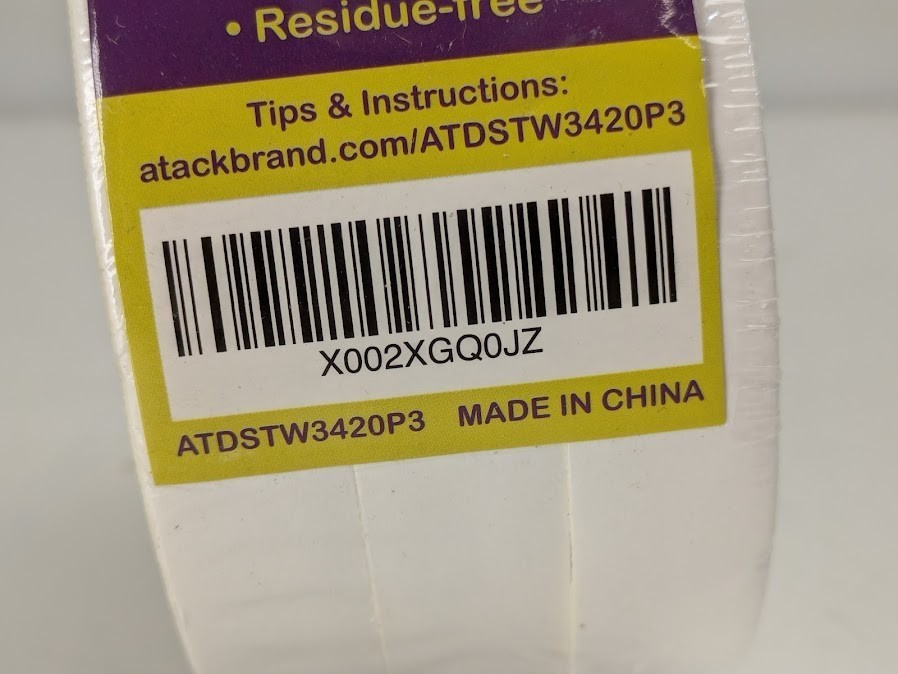 • Residue-free
Tips & Instructions:
atackbrand.com/ATDSTW3420P3
X002XGQ0JZ
ATDSTW3420P3 MADE IN CHINA